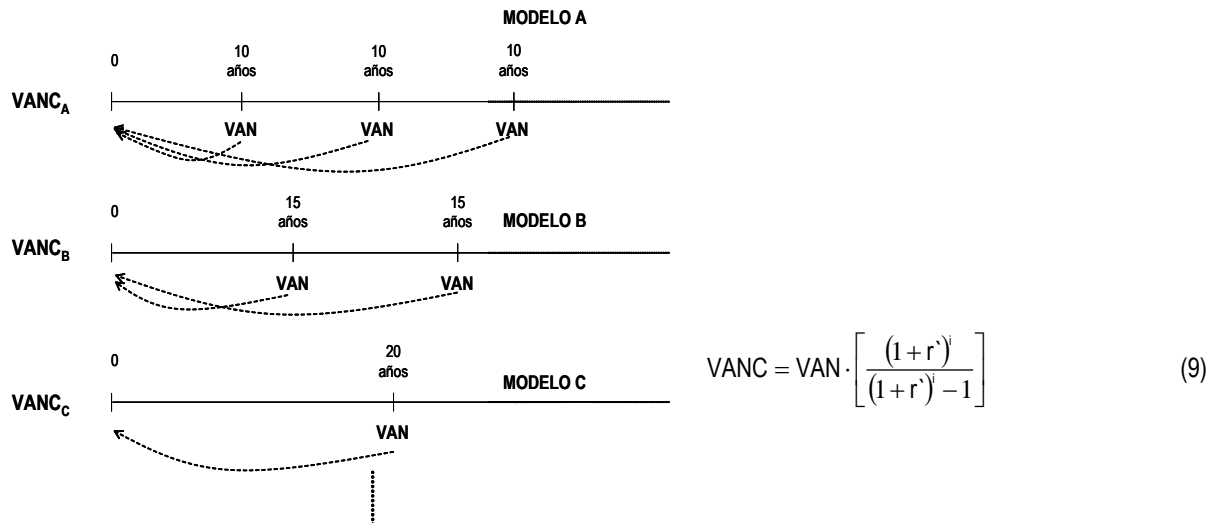 MODELO A
0
10 años
10 años
10 años
VANC_A
VAN
VAN
VAN
0
15 años
15 años
MODELO B
VANC_B
VAN
VAN
0
20 años
MODELO C
VANC_C
VAN
VANC = VAN · [ (1 + r`)^i / (1 + r`)^i − 1 ] (9)